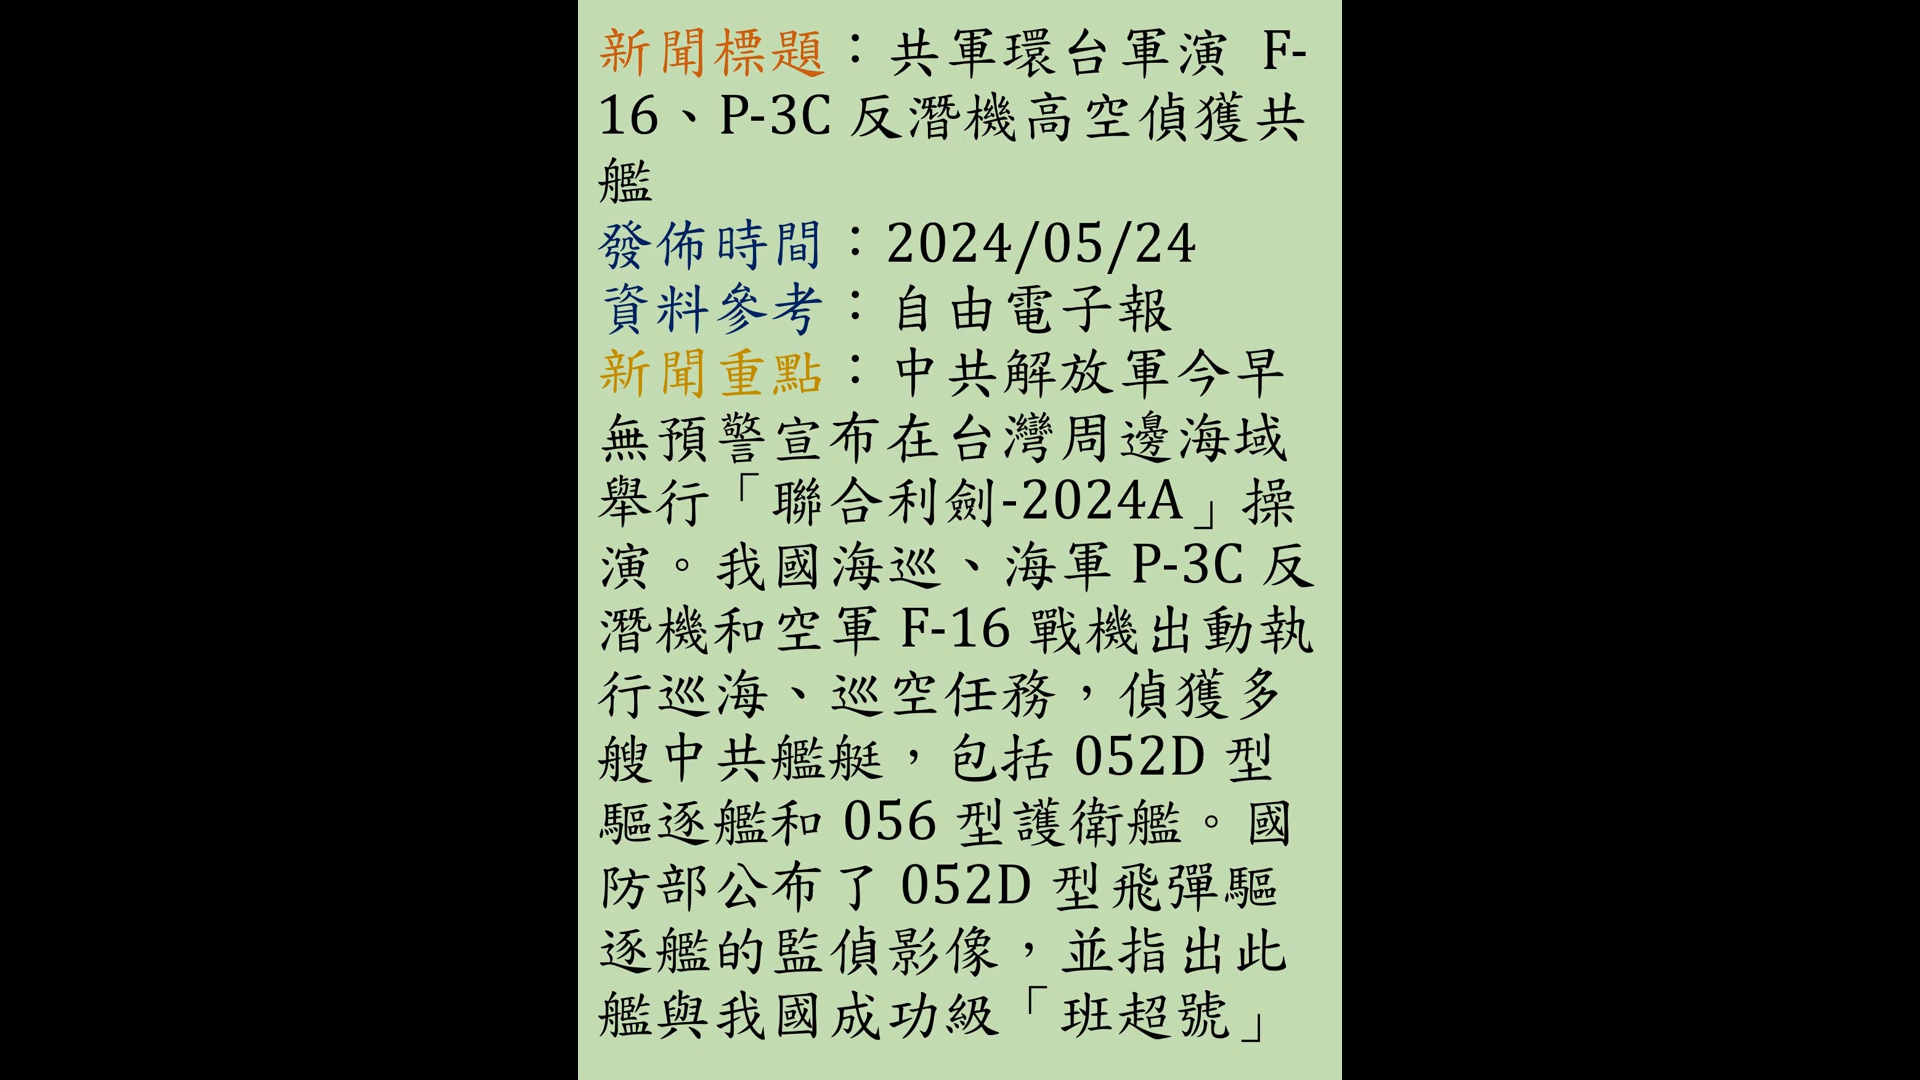 新聞標題：共軍環台軍演 F-
16、P-3C 反潛機高空偵獲共
艦
發佈時間：2024/05/24
資料參考：自由電子報
新聞重點：中共解放軍今早
無預警宣布在台灣周邊海域
舉行「聯合利劍-2024A」操
演。我國海巡、海軍 P-3C 反
潛機和空軍 F-16 戰機出動執
行巡海、巡空任務，偵獲多
艘中共艦艇，包括 052D 型
驅逐艦和 056 型護衛艦。國
防部公布了 052D 型飛彈驅
逐艦的監偵影像，並指出此
艦與我國成功級「班超號」